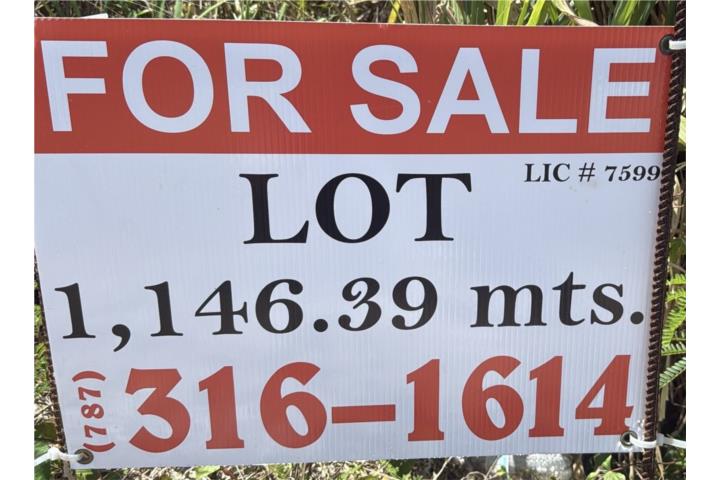 FOR SALE
LIC # 7599
LOT
1,146.39 mts.
(787) 316-1614